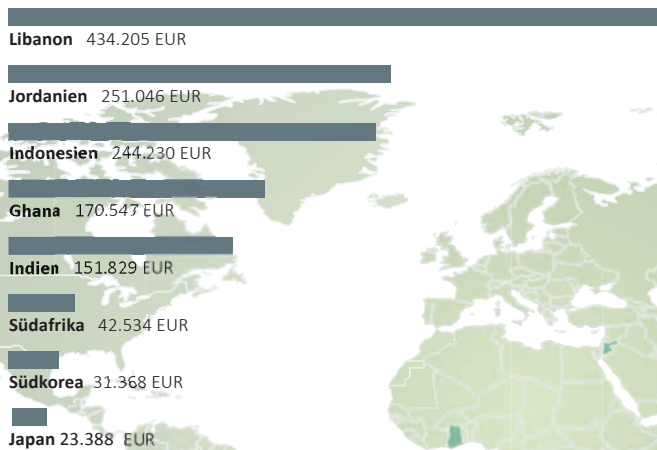 Libanon 434.205 EUR
Jordanien 251.046 EUR
Indonesien 244.230 EUR
Ghana 170.547 EUR
Indien 151.829 EUR
Südafrika 42.534 EUR
Südkorea 31.368 EUR
Japan 23.388 EUR